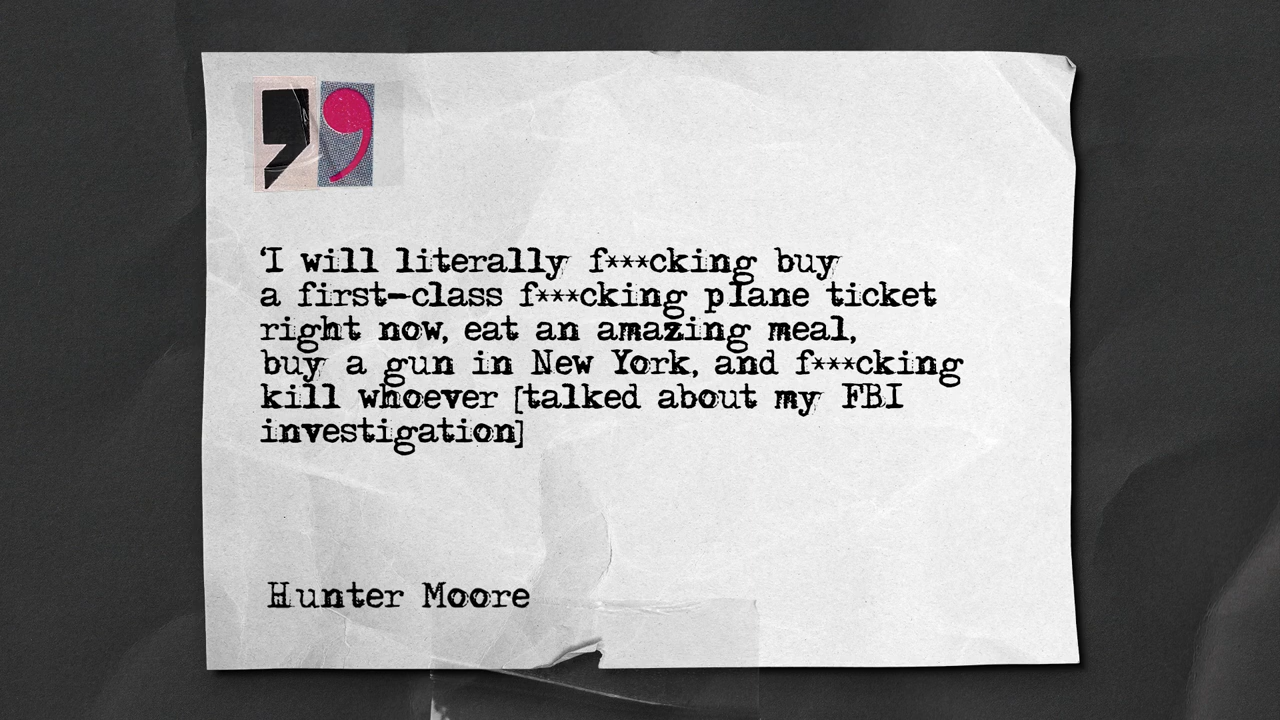 ‘I will literally f***cking buy
a first-class f***cking plane ticket
right now, eat an amazing meal,
buy a gun in New York, and f***cking
kill whoever [talked about my FBI
investigation]
Hunter Moore